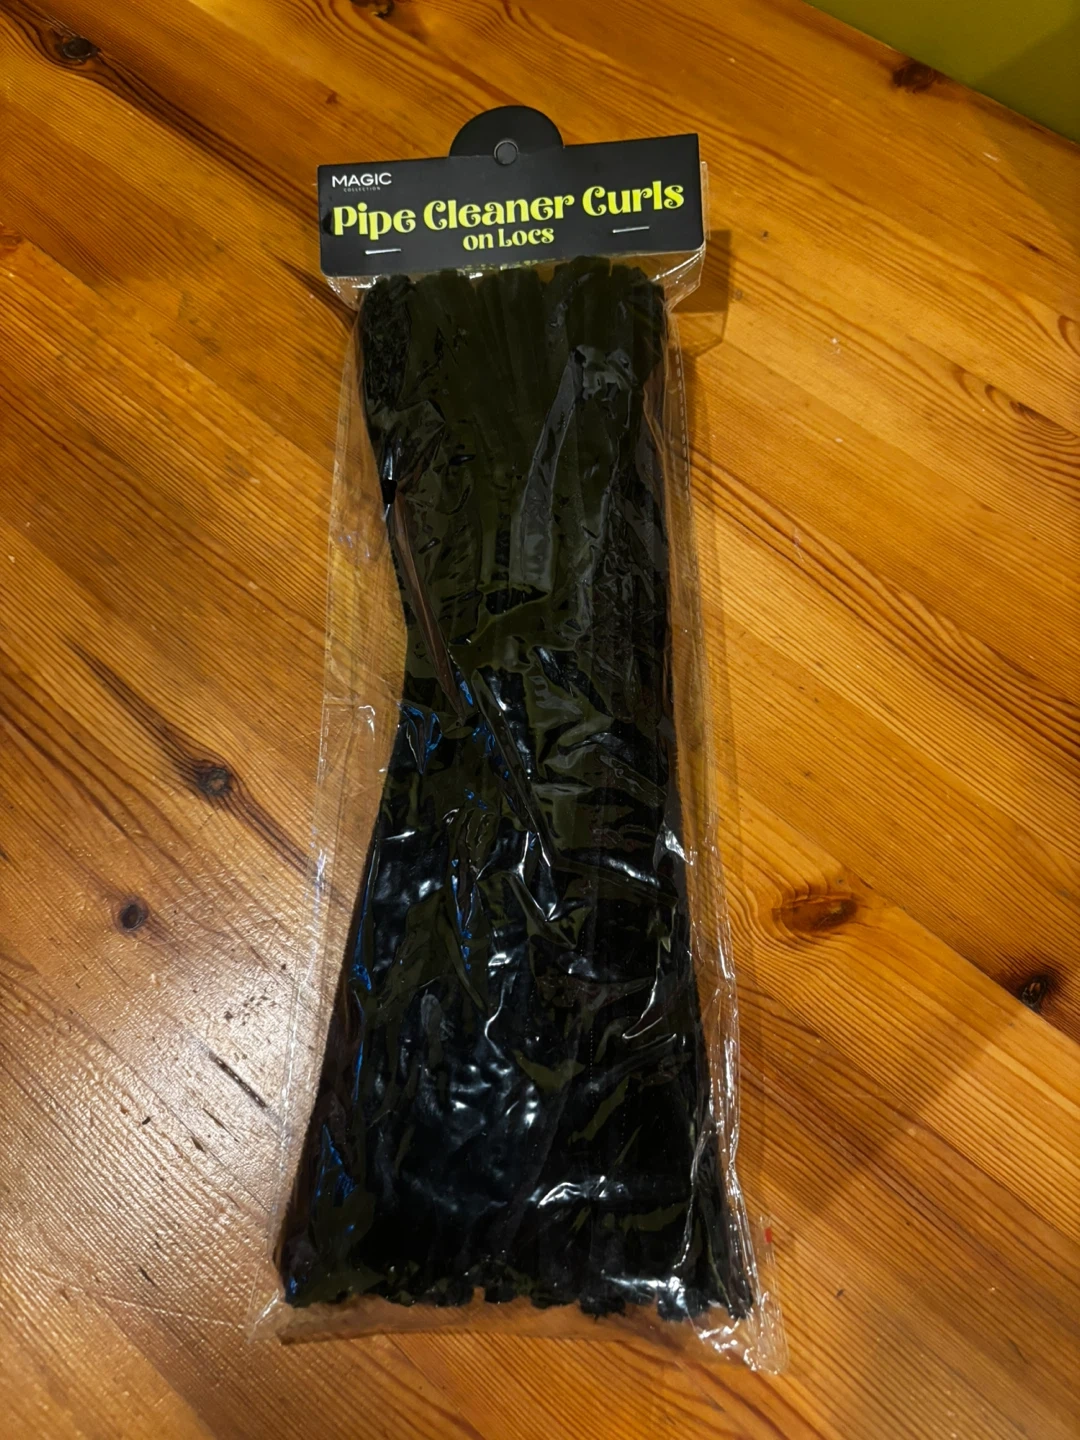 MAGIC
COLLECTION
Pipe Cleaner Curls
on Locs